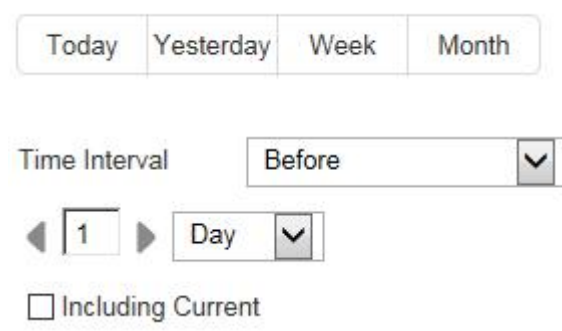 Today Yesterday Week Month
Time Interval Before
1 Day
Including Current